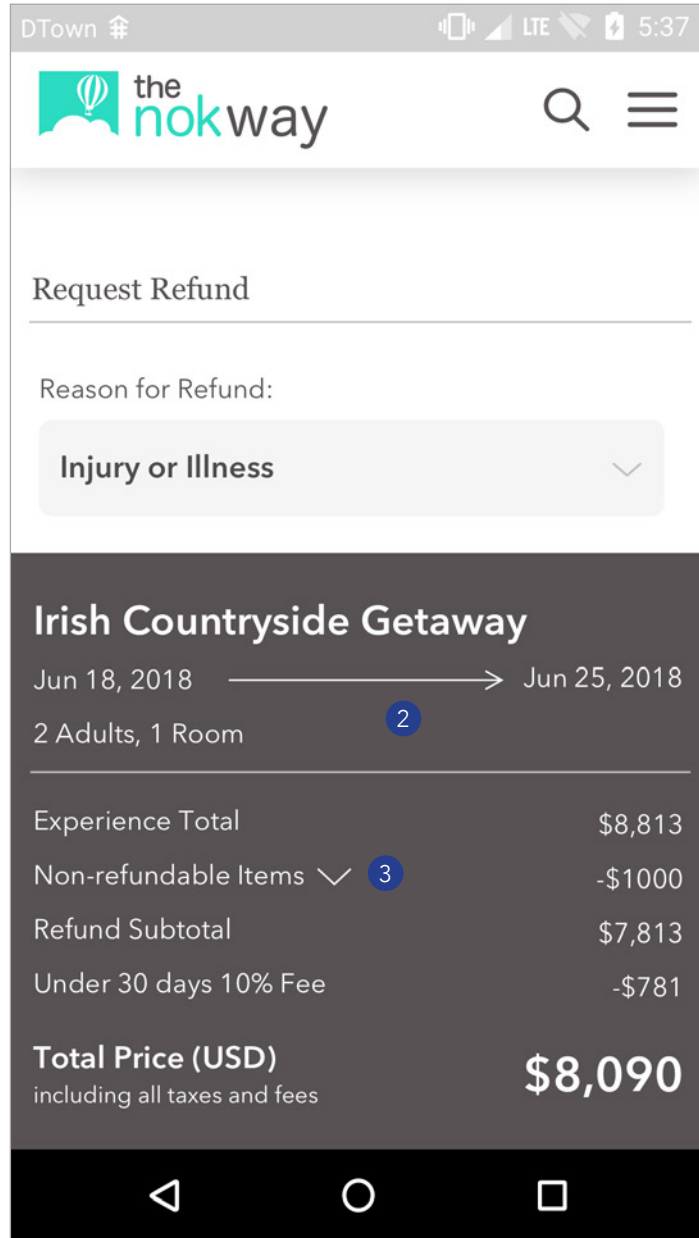 DTown LTE 5:37
the
nokway
Request Refund
Reason for Refund:
Injury or Illness
Irish Countryside Getaway
Jun 18, 2018 Jun 25, 2018
2 Adults, 1 Room 2
Experience Total $8,813
Non-refundable Items 3 -$1000
Refund Subtotal $7,813
Under 30 days 10% Fee -$781
Total Price (USD) $8,090
including all taxes and fees